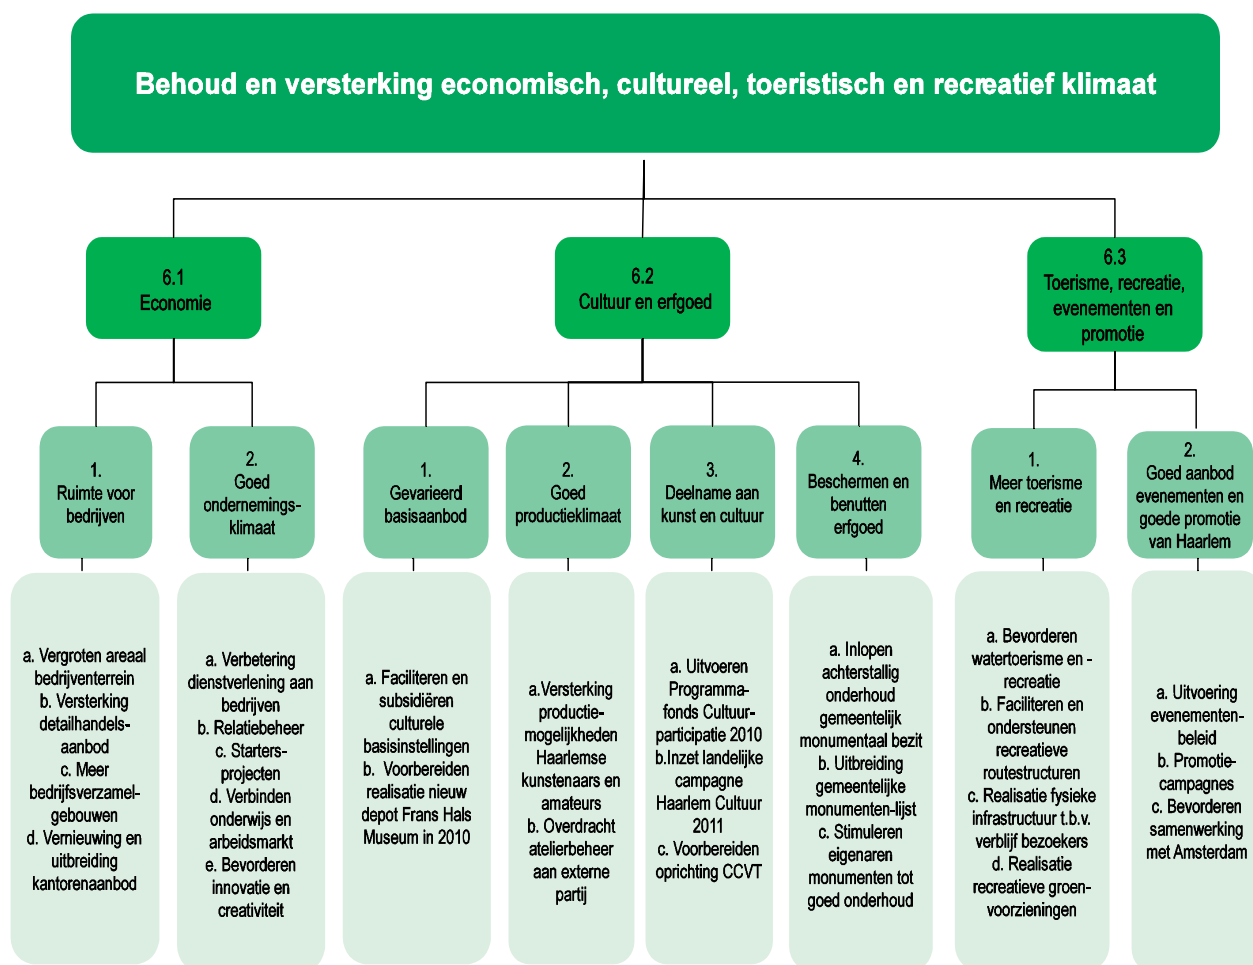 Behoud en versterking economisch, cultureel, toeristisch en recreatief klimaat
6.1
Economie
6.2
Cultuur en erfgoed
6.3
Toerisme, recreatie,
evenementen en
promotie
1.
Ruimte voor
bedrijven
2.
Goed
ondernemings-
klimaat
1.
Gevarieerd
basisaanbod
2.
Goed
productieklimaat
3.
Deelname aan
kunst en cultuur
4.
Beschermen en
benutten
erfgoed
1.
Meer toerisme
en recreatie
2.
Goed aanbod
evenementen en
goede promotie
van Haarlem
a. Vergroten areaal
bedrijventerrein
b. Versterking
detailhandels-
aanbod
c. Meer
bedrijfsverzamel-
gebouwen
d. Vernieuwing en
uitbreiding
kantorenaanbod
a. Verbetering
dienstverlening aan
bedrijven
b. Relatiebeheer
c. Starters-
projecten
d. Verbinden
onderwijs en
arbeidsmarkt
e. Bevorderen
innovatie en
creativiteit
a. Faciliteren en
subsidiëren
culturele
basisinstellingen
b. Voorbereiden
realisatie nieuw
depot Frans Hals
Museum in 2010
a.Versterking
productie-
mogelijkheden
Haarlemse
kunstenaars en
amateurs
b. Overdracht
atelierbeheer
aan externe
partij
a. Uitvoeren
Programma-
fonds Cultuur-
participatie 2010
b.Inzet landelijke
campagne
Haarlem Cultuur
2011
c. Voorbereiden
oprichting CCVT
a. Inlopen
achterstallig
onderhoud
gemeentelijk
monumentaal bezit
b. Uitbreiding
gemeentelijke
monumenten-lijst
c. Stimuleren
eigenaren
monumenten tot
goed onderhoud
a. Bevorderen
watertoerisme en -
recreatie
b. Faciliteren en
ondersteunen
recreatieve
routestructuren
c. Realisatie fysieke
infrastructuur t.b.v.
verblijf bezoekers
d. Realisatie
recreatieve groen-
voorzieningen
a. Uitvoering
evenementen-
beleid
b. Promotie-
campagnes
c. Bevorderen
samenwerking
met Amsterdam